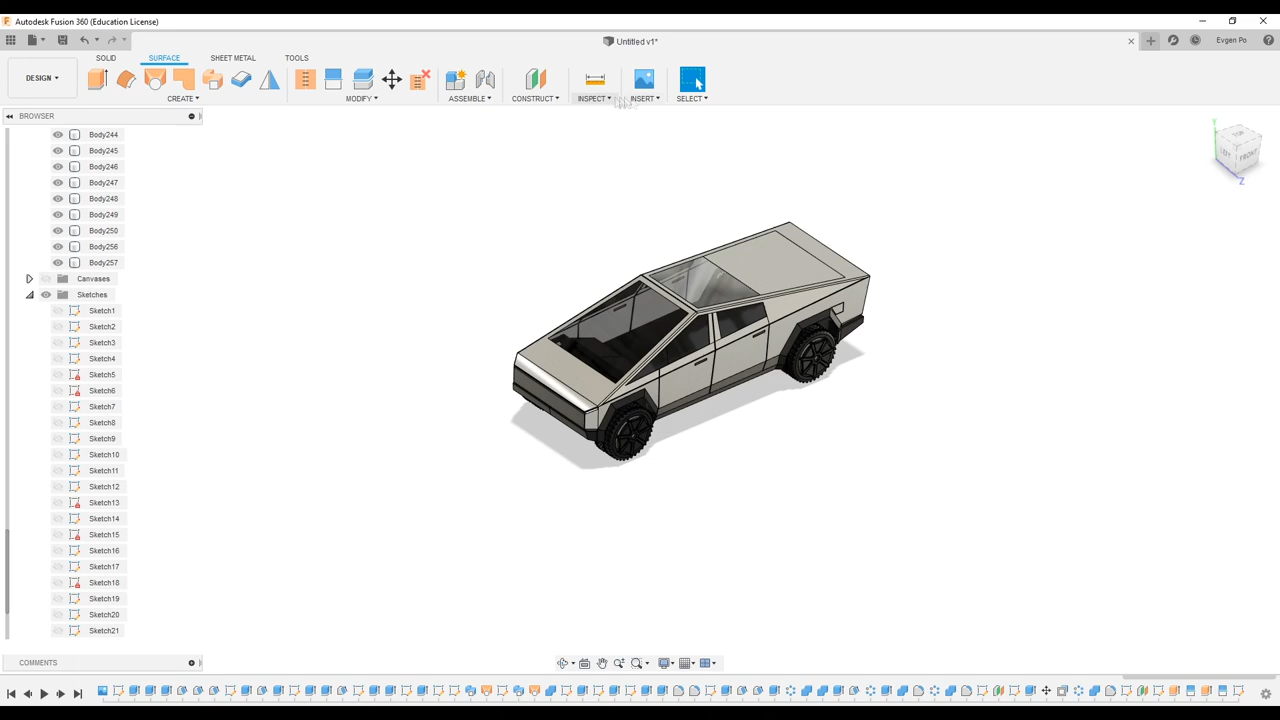 Autodesk Fusion 360 (Education License)
Untitled v1*
Evgen Po
SOLID
SURFACE
SHEET METAL
TOOLS
DESIGN
CREATE
MODIFY
ASSEMBLE
CONSTRUCT
INSPECT
INSERT
SELECT
BROWSER
Body244
Body245
Body246
Body247
Body248
Body249
Body250
Body256
Body257
Canvases
Sketches
Sketch1
Sketch2
Sketch3
Sketch4
Sketch5
Sketch6
Sketch7
Sketch8
Sketch9
Sketch10
Sketch11
Sketch12
Sketch13
Sketch14
Sketch15
Sketch16
Sketch17
Sketch18
Sketch19
Sketch20
Sketch21
Y
LEFT
FRONT
Z
COMMENTS